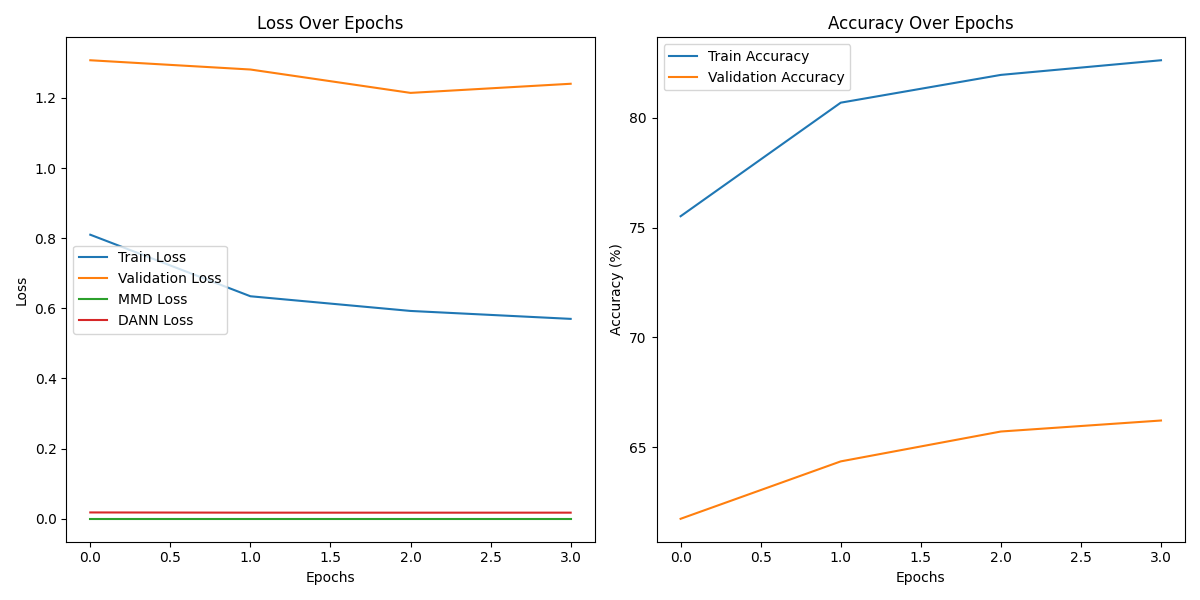 Loss Over Epochs
Loss
1.2
1.0
0.8
0.6
0.4
0.2
0.0
Train Loss
Validation Loss
MMD Loss
DANN Loss
0.0 0.5 1.0 1.5 2.0 2.5 3.0
Epochs
Accuracy Over Epochs
Accuracy (%)
80
75
70
65
Train Accuracy
Validation Accuracy
0.0 0.5 1.0 1.5 2.0 2.5 3.0
Epochs